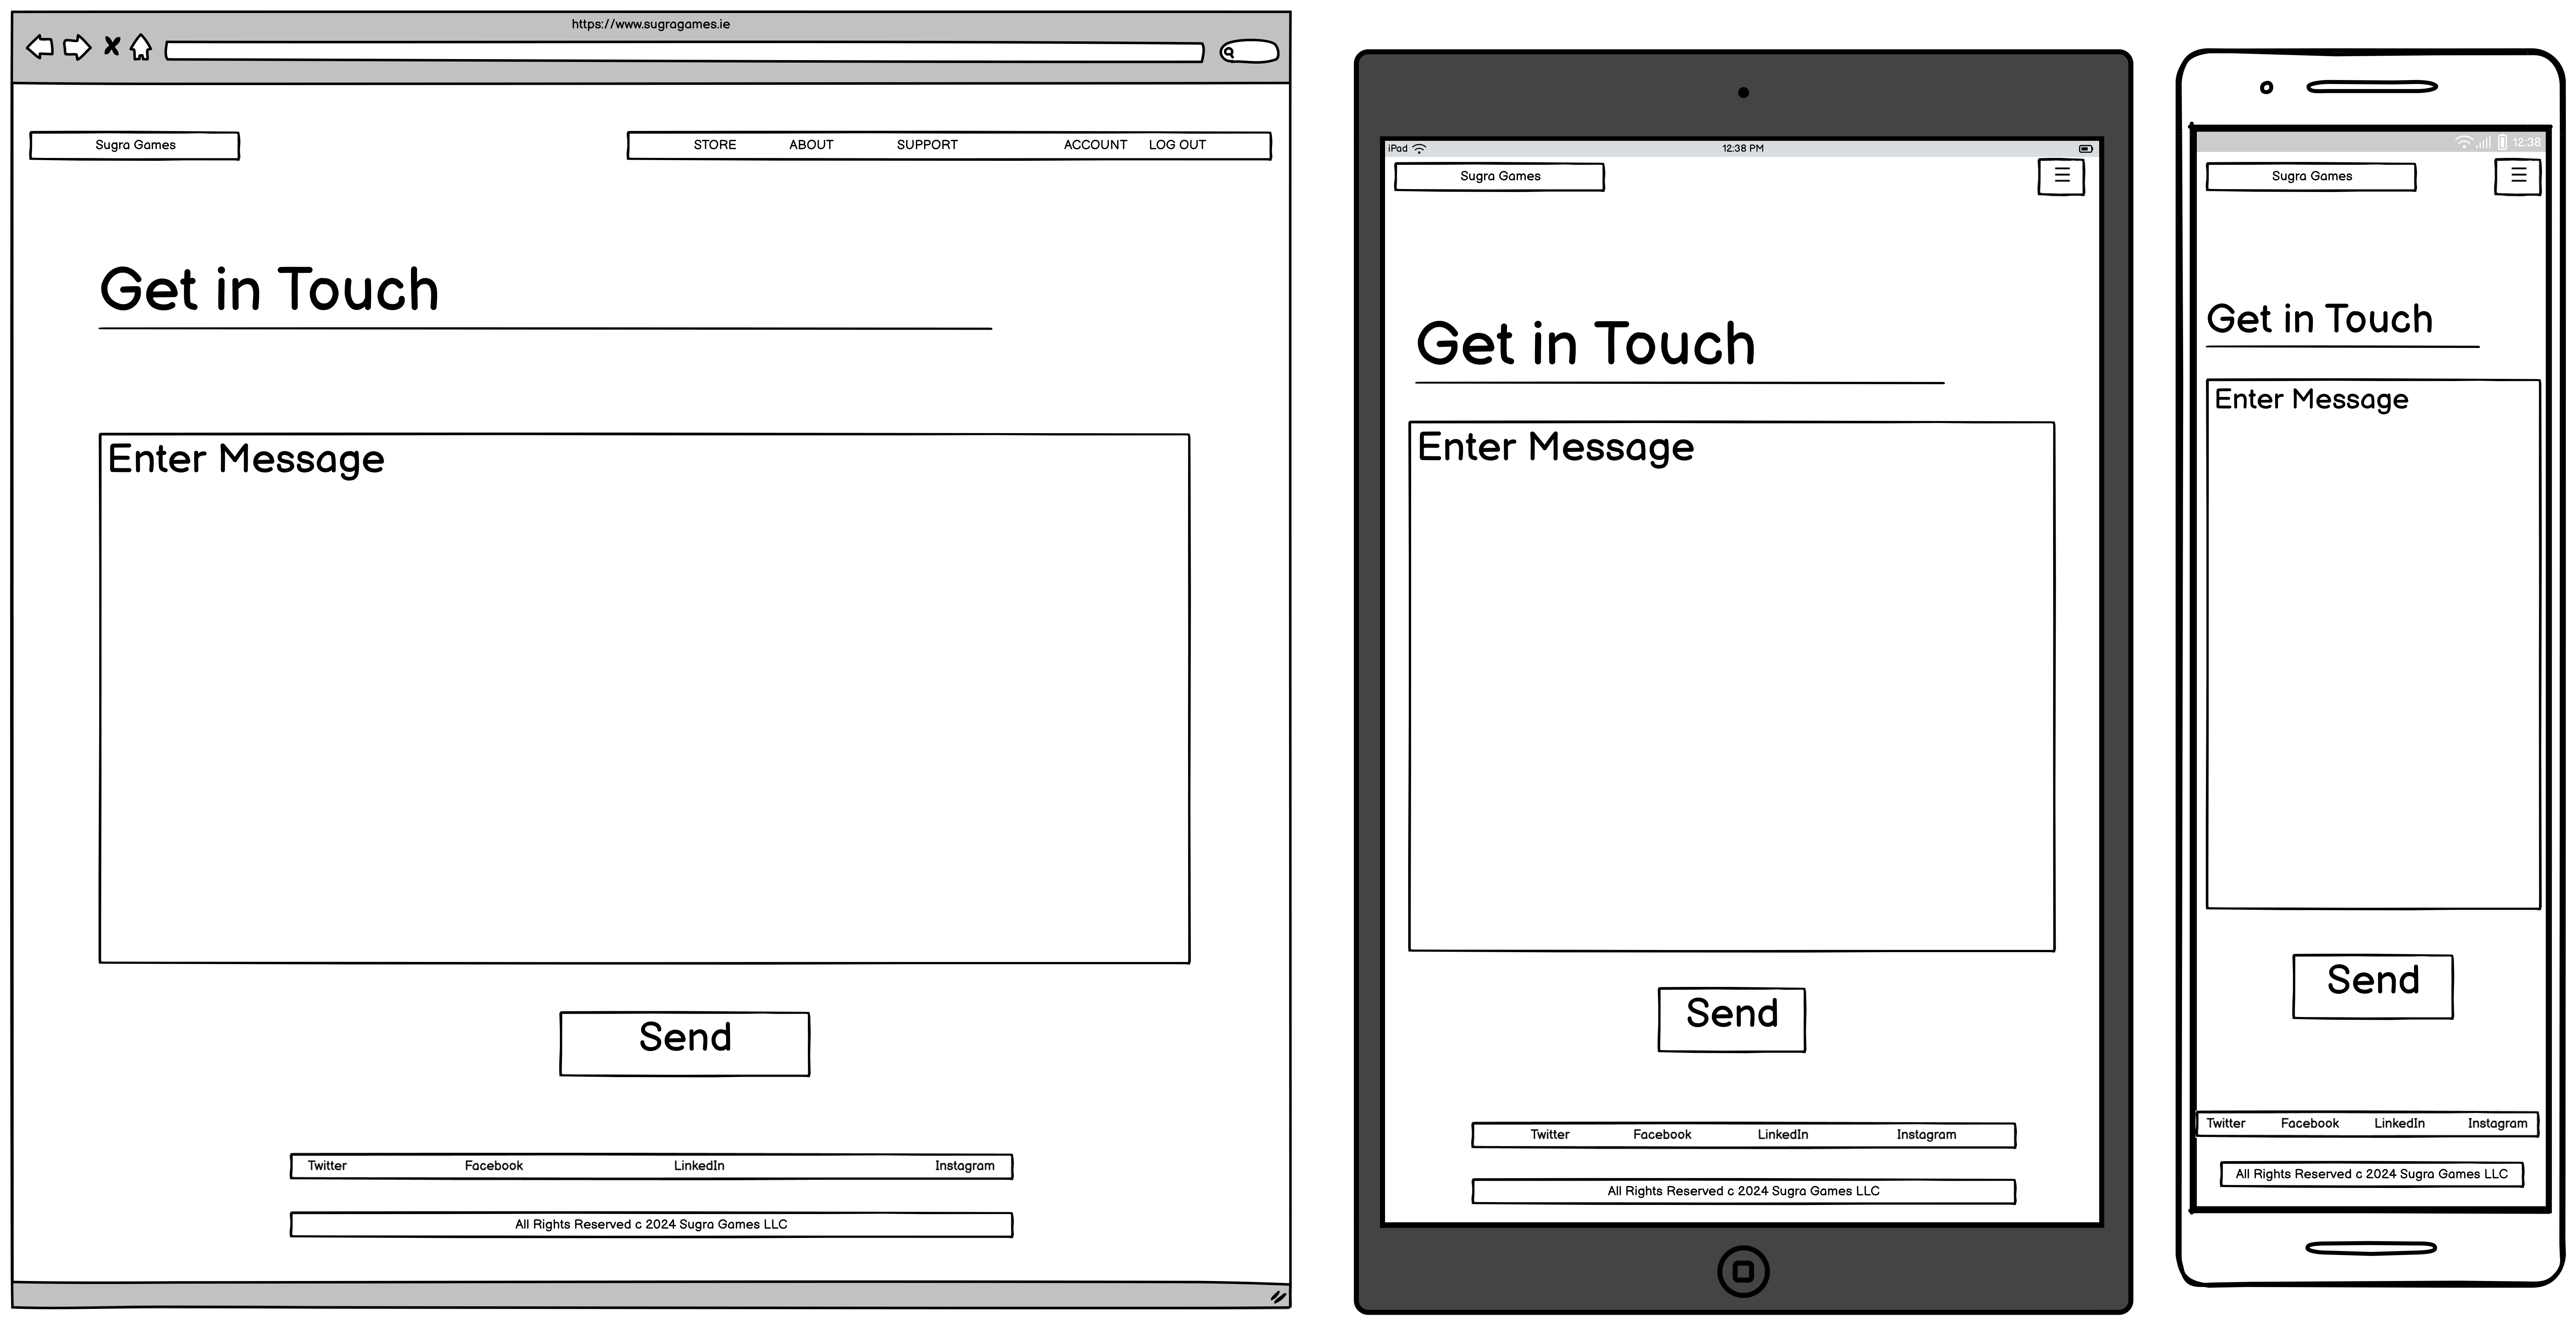 https://www.sugragames.ie
Sugra Games
STORE ABOUT SUPPORT ACCOUNT LOG OUT
Get in Touch
Enter Message
Send
Twitter Facebook LinkedIn Instagram
All Rights Reserved c 2024 Sugra Games LLC
iPad 12:38 PM
Sugra Games
Get in Touch
Enter Message
Send
Twitter Facebook LinkedIn Instagram
All Rights Reserved c 2024 Sugra Games LLC
12:38
Sugra Games
Get in Touch
Enter Message
Send
Twitter Facebook LinkedIn Instagram
All Rights Reserved c 2024 Sugra Games LLC